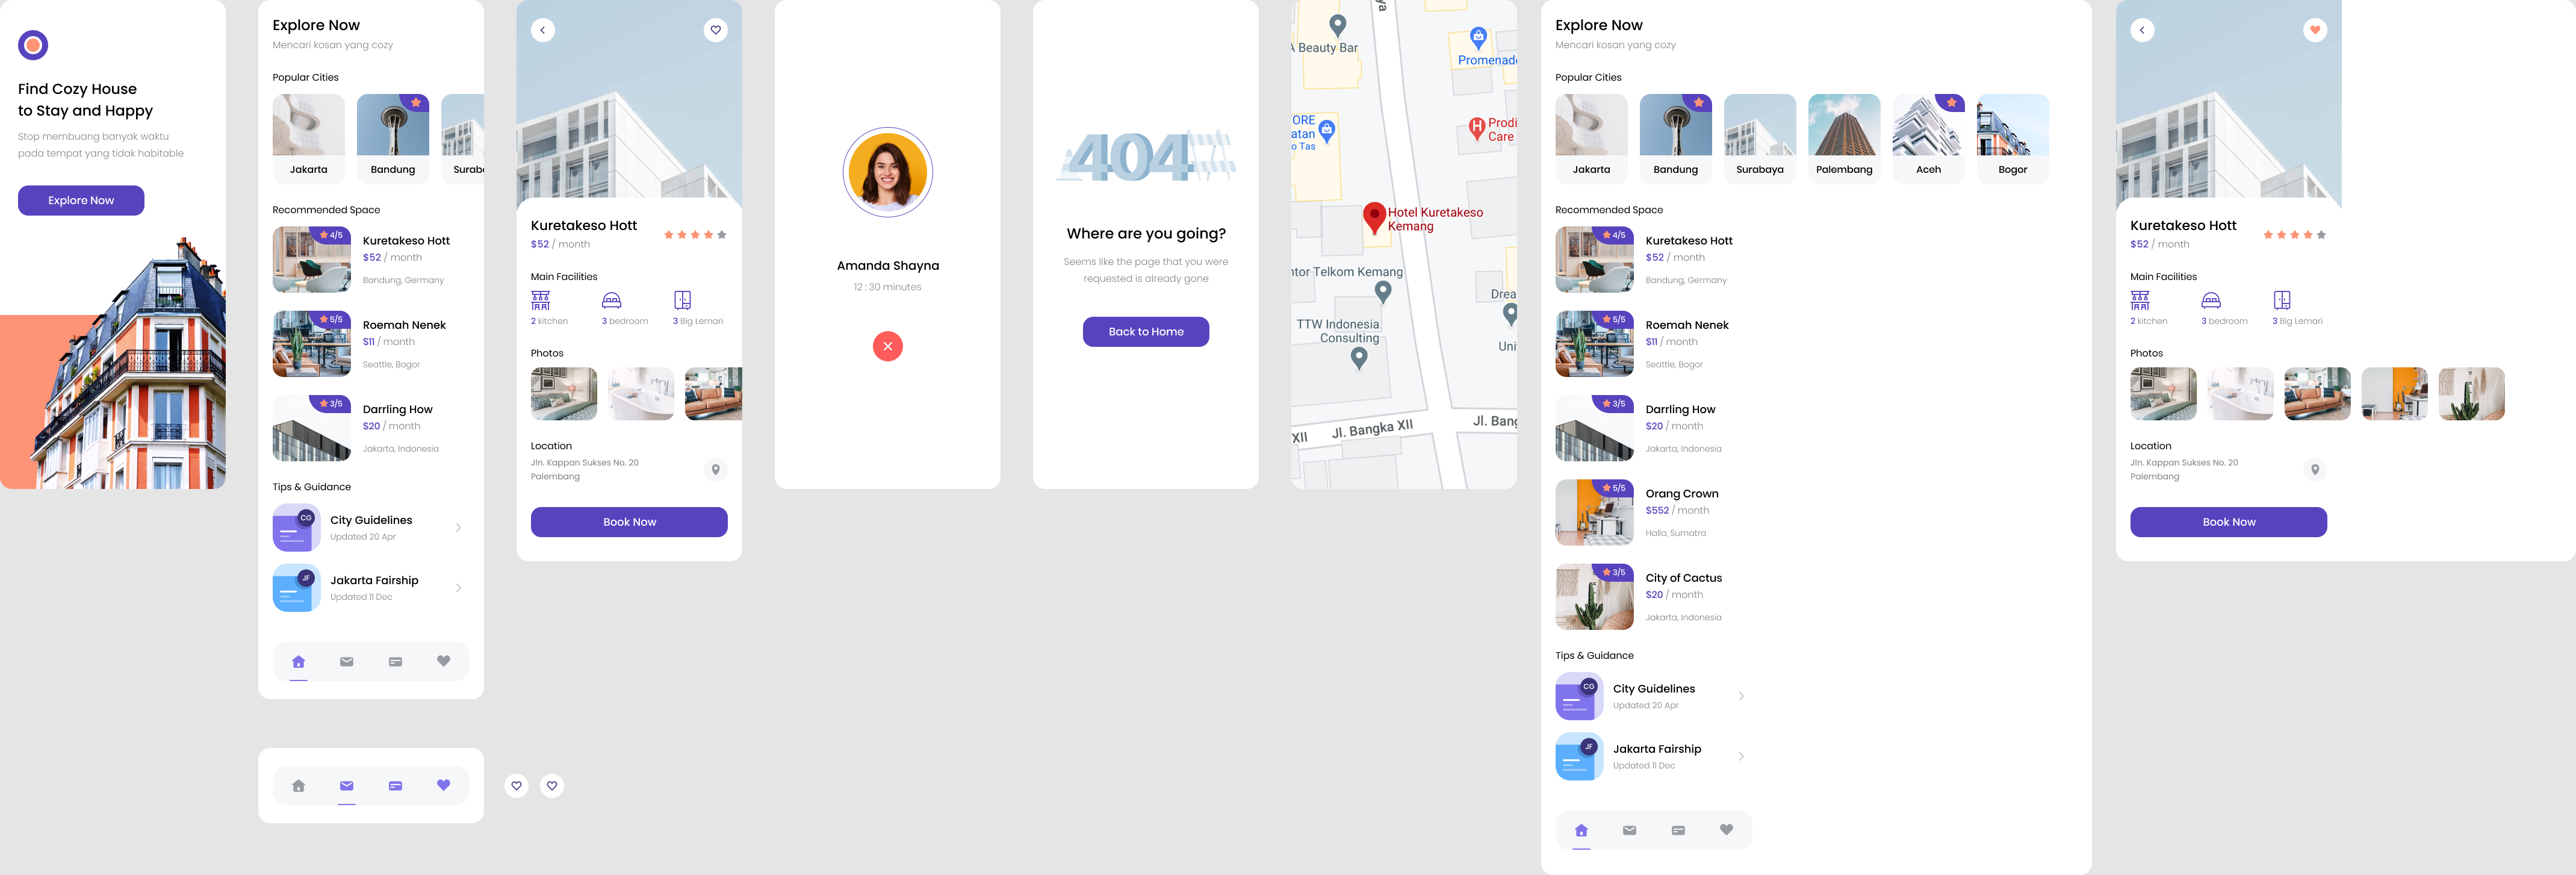 Find Cozy House
to Stay and Happy
Stop membuang banyak waktu
pada tempat yang tidak habitable
Explore Now
Explore Now
Mencari kosan yang cozy
Popular Cities
Jakarta
Bandung
Surab
Recommended Space
4/5
Kuretakeso Hott
$52 / month
Bandung, Germany
5/5
Roemah Nenek
$11 / month
Seattle, Bogor
3/5
Darrling How
$20 / month
Jakarta, Indonesia
Tips & Guidance
CG
City Guidelines
Updated 20 Apr
JF
Jakarta Fairship
Updated 11 Dec
Kuretakeso Hott
$52 / month
Main Facilities
2 kitchen
3 bedroom
3 Big Lemari
Photos
Location
Jln. Kappan Sukses No. 20
Palembang
Book Now
Amanda Shayna
12 : 30 minutes
404
Where are you going?
Seems like the page that you were
requested is already gone
Back to Home
ya
A Beauty Bar
Promenad
TORE
atan
o Tas
Prodi
Care
Hotel Kuretakeso
Kemang
ntor Telkom Kemang
Drea
TTW Indonesia
Consulting
Uni
XII
Jl. Bangka XII
Jl. Bang
Explore Now
Mencari kosan yang cozy
Popular Cities
Jakarta
Bandung
Surabaya
Palembang
Aceh
Bogor
Recommended Space
4/5
Kuretakeso Hott
$52 / month
Bandung, Germany
5/5
Roemah Nenek
$11 / month
Seattle, Bogor
3/5
Darrling How
$20 / month
Jakarta, Indonesia
5/5
Orang Crown
$552 / month
Halla, Sumatra
3/5
City of Cactus
$20 / month
Jakarta, Indonesia
Tips & Guidance
CG
City Guidelines
Updated 20 Apr
JF
Jakarta Fairship
Updated 11 Dec
Kuretakeso Hott
$52 / month
Main Facilities
2 kitchen
3 bedroom
3 Big Lemari
Photos
Location
Jln. Kappan Sukses No. 20
Palembang
Book Now